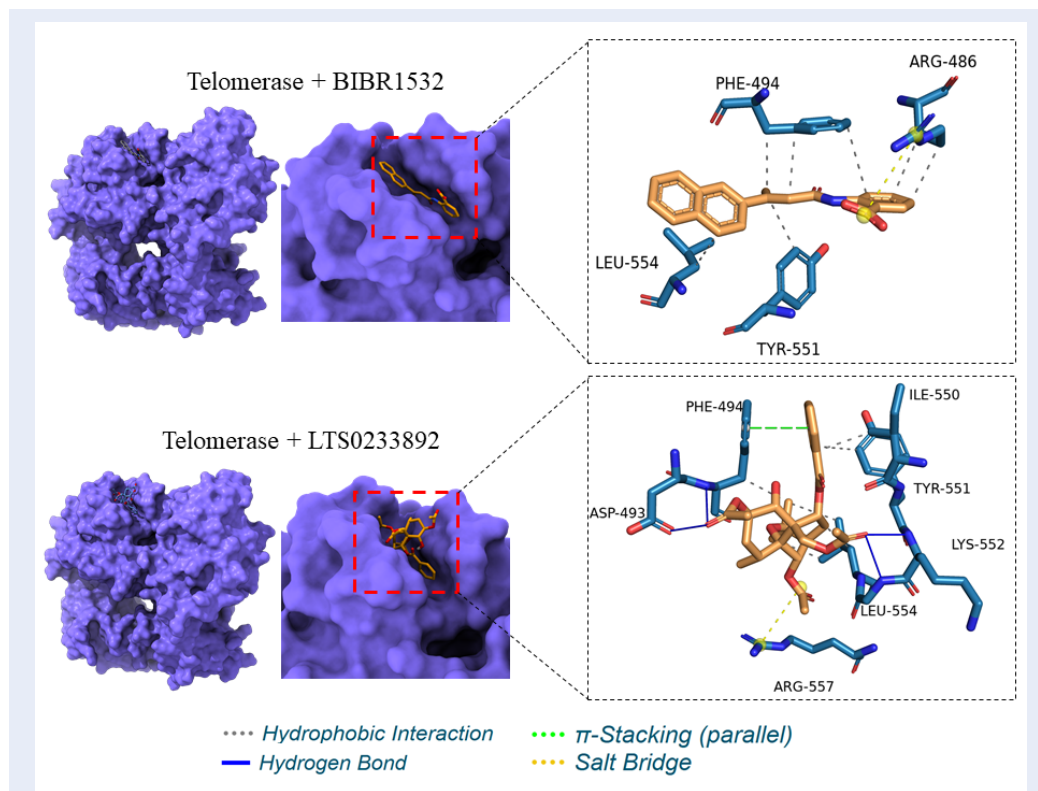 Telomerase + BIBR1532
PHE-494
ARG-486
LEU-554
TYR-551
Telomerase + LTS0233892
PHE-494
ILE-550
ASP-493
TYR-551
LYS-552
LEU-554
ARG-557
Hydrophobic Interaction
π-Stacking (parallel)
Hydrogen Bond
Salt Bridge